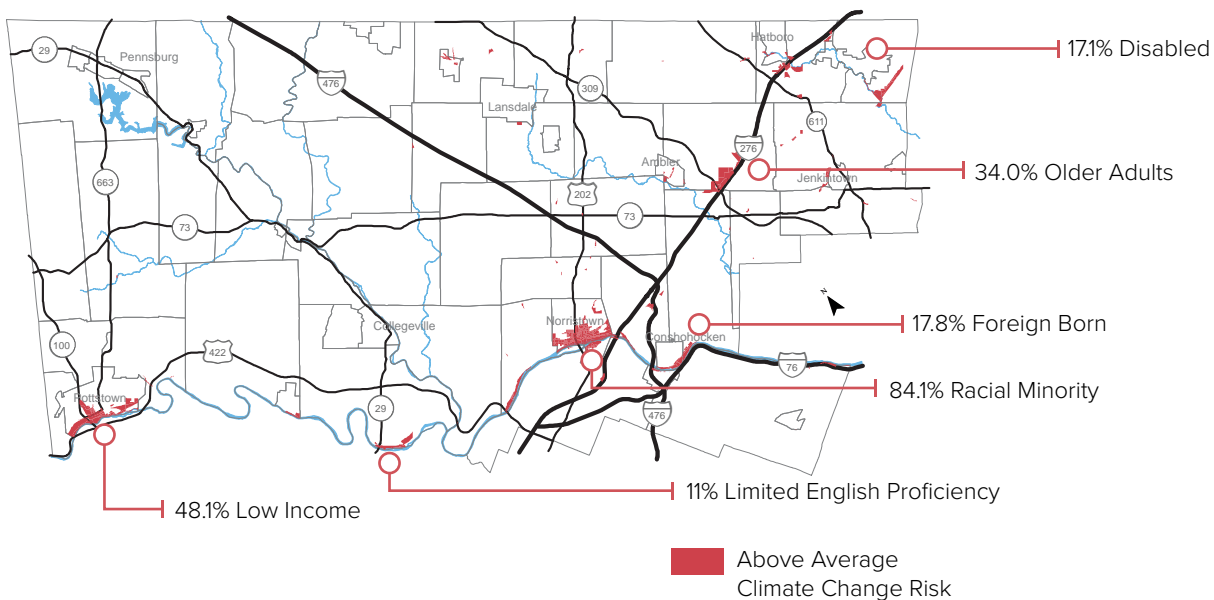 Hatboro
17.1% Disabled
29
Pennsburg
476
309
Lansdale
611
276
Ambler
34.0% Older Adults
Jenkintown
663
202
73
73
N
17.8% Foreign Born
Norristown
Collegeville
Conshohocken
100
422
76
84.1% Racial Minority
Pottstown
29
476
11% Limited English Proficiency
48.1% Low Income
Above Average
Climate Change Risk